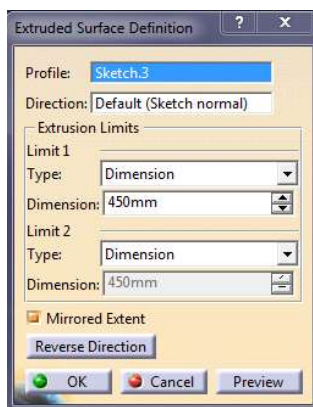 Extruded Surface Definition ? X
Profile: Sketch.3
Direction: Default (Sketch normal)
Extrusion Limits
Limit 1
Type: Dimension
Dimension: 450mm
Limit 2
Type: Dimension
Dimension: 450mm
Mirrored Extent
Reverse Direction
OK Cancel Preview